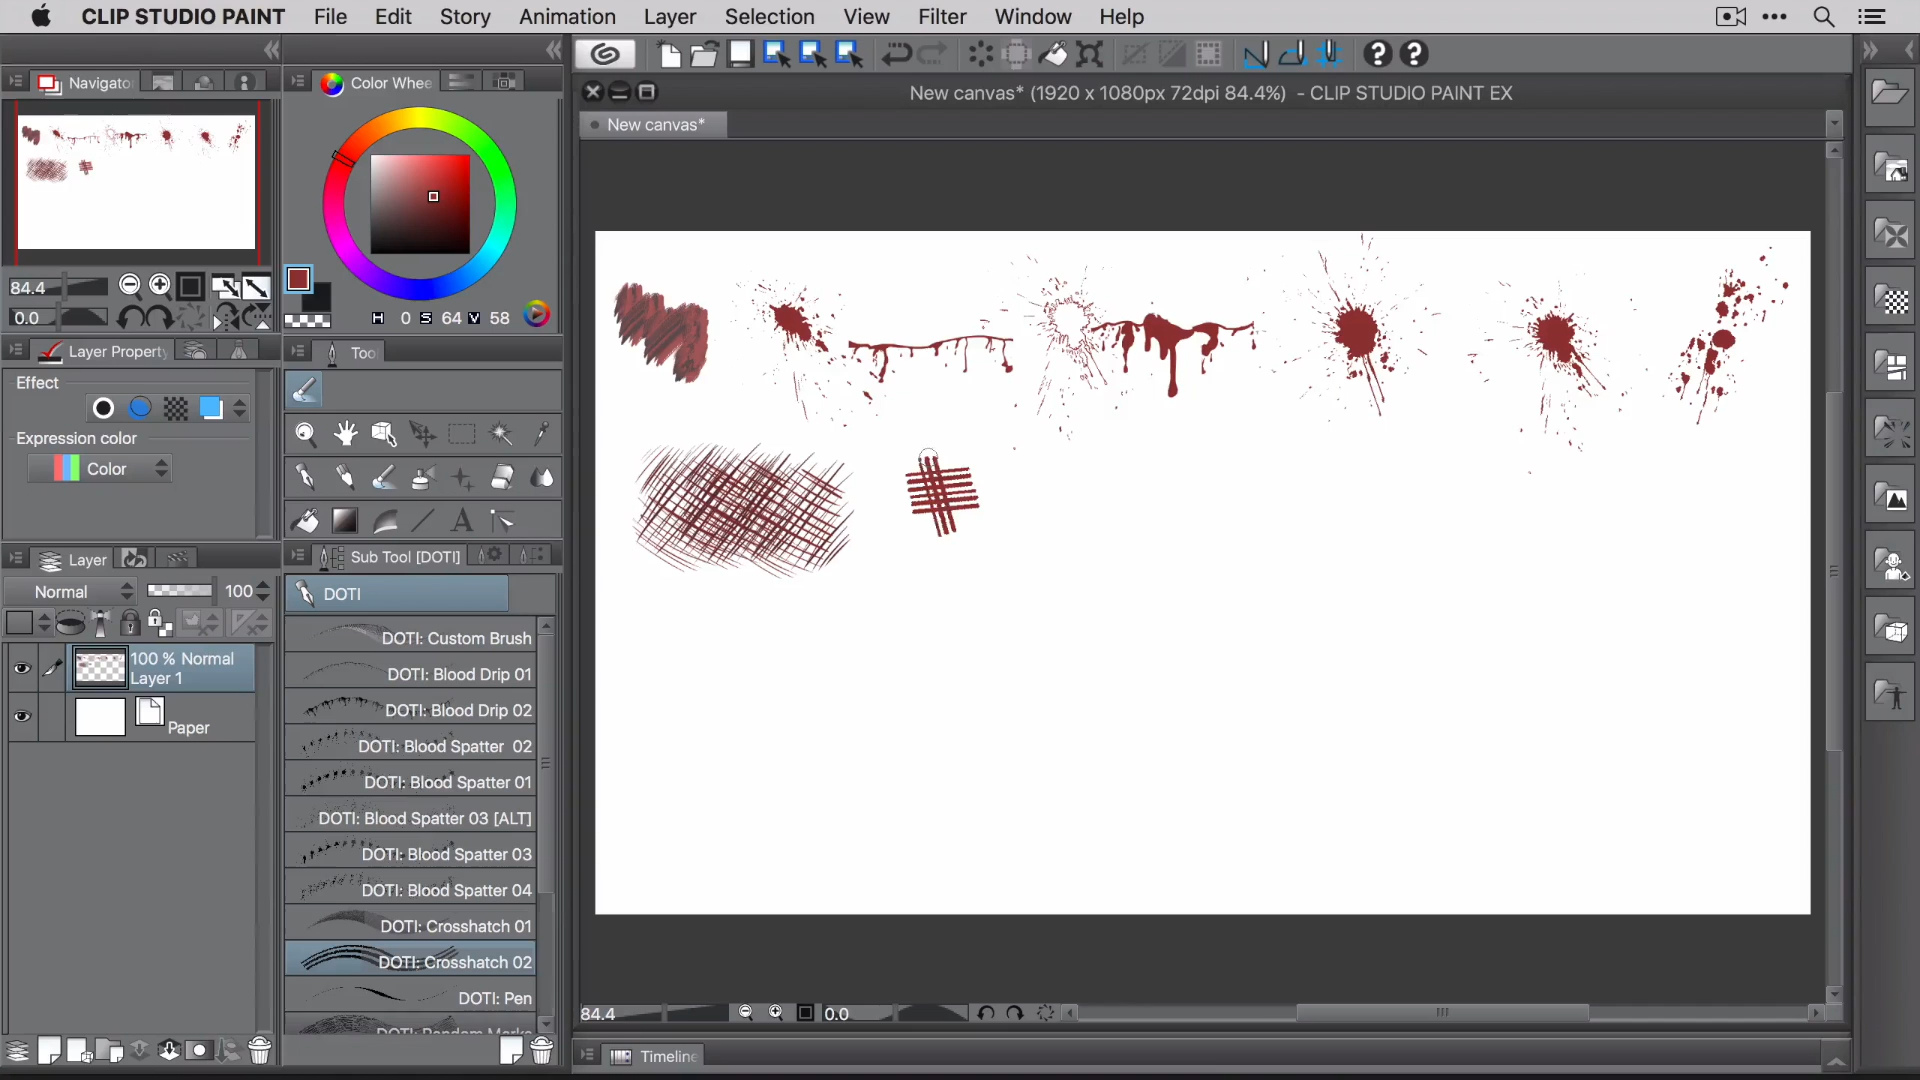 CLIP STUDIO PAINT File Edit Story Animation Layer Selection View Filter Window Help
Navigator
Color Whee
New canvas* (1920 x 1080px 72dpi 84.4%) - CLIP STUDIO PAINT EX
New canvas*
84.4
0.0
H 0 S 64 V 58
Layer Property
Too
Effect
Expression color
Color
Layer
Sub Tool [DOTI]
Normal 100
DOTI
DOTI: Custom Brush
100 % Normal
Layer 1
DOTI: Blood Drip 01
DOTI: Blood Drip 02
Paper
DOTI: Blood Spatter 02
DOTI: Blood Spatter 01
DOTI: Blood Spatter 03 [ALT]
DOTI: Blood Spatter 03
DOTI: Blood Spatter 04
DOTI: Crosshatch 01
DOTI: Crosshatch 02
DOTI: Pen
DOTI: Random Marks
84.4 0.0
Timeline